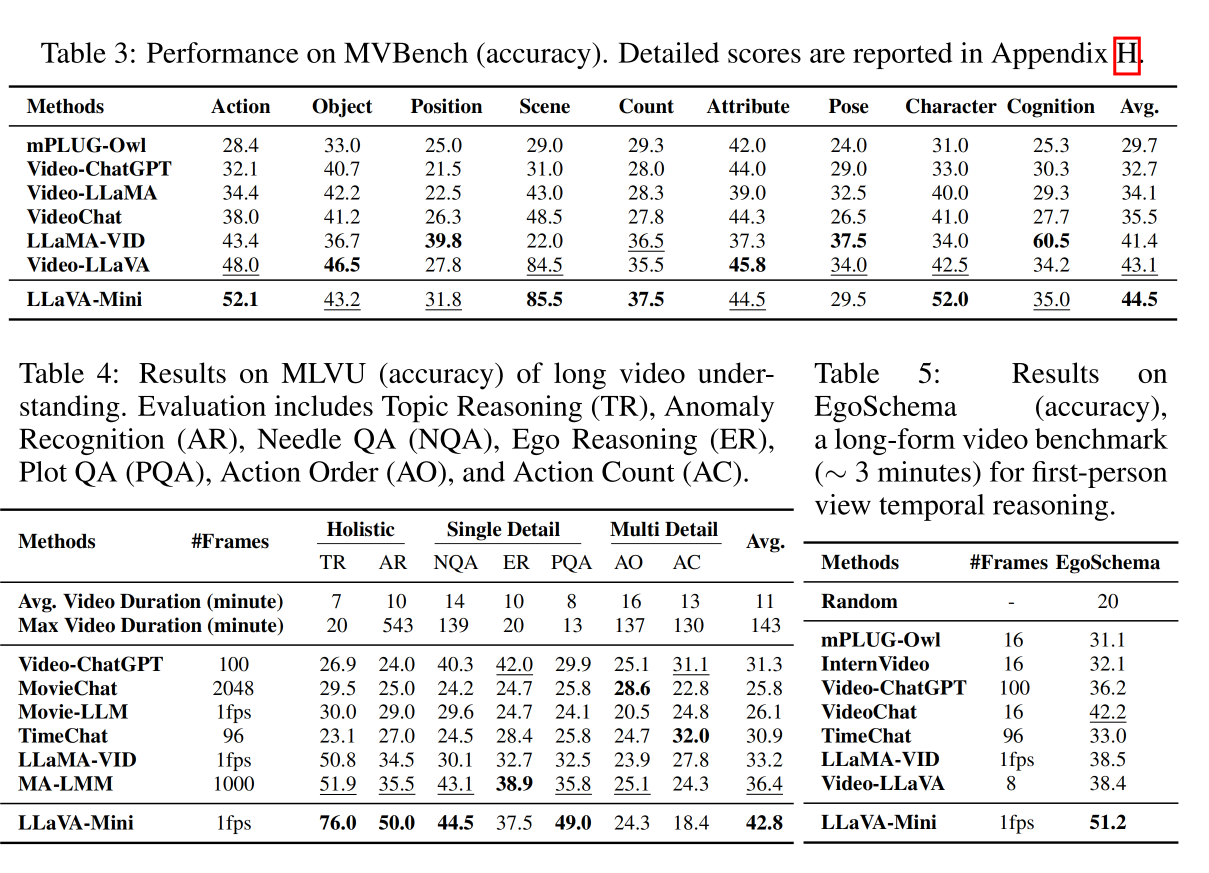 Table 3: Performance on MVBench (accuracy). Detailed scores are reported in Appendix H.
Methods Action Object Position Scene Count Attribute Pose Character Cognition Avg.
mPLUG-Owl 28.4 33.0 25.0 29.0 29.3 42.0 24.0 31.0 25.3 29.7
Video-ChatGPT 32.1 40.7 21.5 31.0 28.0 44.0 29.0 33.0 30.3 32.7
Video-LLaMA 34.4 42.2 22.5 43.0 28.3 39.0 32.5 40.0 29.3 34.1
VideoChat 38.0 41.2 26.3 48.5 27.8 44.3 26.5 41.0 27.7 35.5
LLaMA-VID 43.4 36.7 39.8 22.0 36.5 37.3 37.5 34.0 60.5 41.4
Video-LLaVA 48.0 46.5 27.8 84.5 35.5 45.8 34.0 42.5 34.2 43.1
LLaVA-Mini 52.1 43.2 31.8 85.5 37.5 44.5 29.5 52.0 35.0 44.5
Table 4: Results on MLVU (accuracy) of long video under-
standing. Evaluation includes Topic Reasoning (TR), Anomaly
Recognition (AR), Needle QA (NQA), Ego Reasoning (ER),
Plot QA (PQA), Action Order (AO), and Action Count (AC).
Methods #Frames Holistic Single Detail Multi Detail Avg.
TR AR NQA ER PQA AO AC
Avg. Video Duration (minute) 7 10 14 10 8 16 13 11
Max Video Duration (minute) 20 543 139 20 13 137 130 143
Video-ChatGPT 100 26.9 24.0 40.3 42.0 29.9 25.1 31.1 31.3
MovieChat 2048 29.5 25.0 24.2 24.7 25.8 28.6 22.8 25.8
Movie-LLM 1fps 30.0 29.0 29.6 24.7 24.1 20.5 24.8 26.1
TimeChat 96 23.1 27.0 24.5 28.4 25.8 24.7 32.0 30.9
LLaMA-VID 1fps 50.8 34.5 30.1 32.7 32.5 23.9 27.8 33.2
MA-LMM 1000 51.9 35.5 43.1 38.9 35.8 25.1 24.3 36.4
LLaVA-Mini 1fps 76.0 50.0 44.5 37.5 49.0 24.3 18.4 42.8
Table 5: Results on
EgoSchema (accuracy),
a long-form video benchmark
(∼ 3 minutes) for first-person
view temporal reasoning.
Methods #Frames EgoSchema
Random - 20
mPLUG-Owl 16 31.1
InternVideo 16 32.1
Video-ChatGPT 100 36.2
VideoChat 16 42.2
TimeChat 96 33.0
LLaMA-VID 1fps 38.5
Video-LLaVA 8 38.4
LLaVA-Mini 1fps 51.2